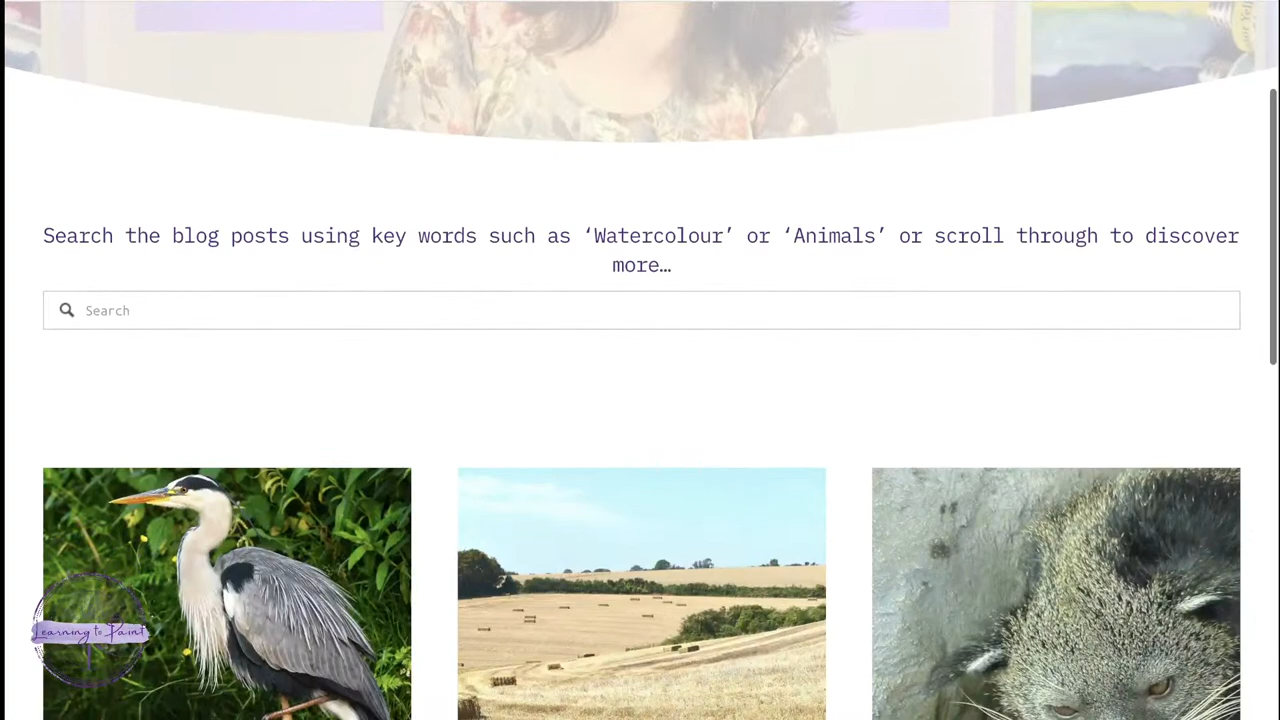 Search the blog posts using key words such as ‘Watercolour’ or ‘Animals’ or scroll through to discover
more…
Search
Learning to Paint